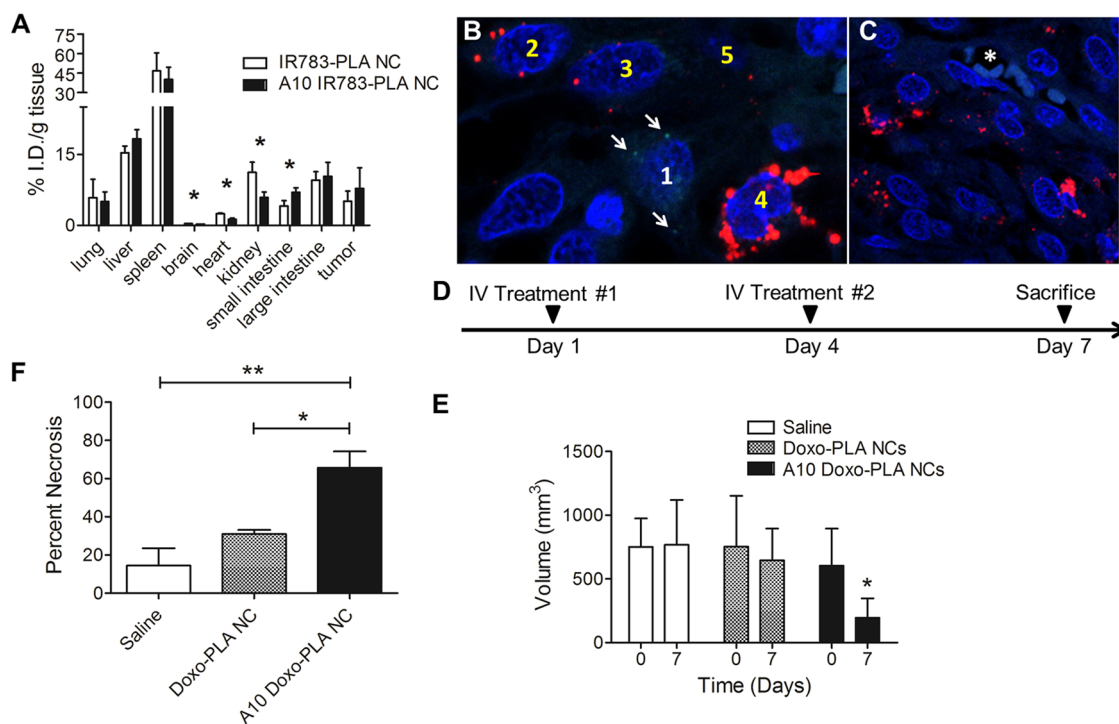 A
60
45
30
15
0
% I.D./g tissue
IR783-PLA NC
A10 IR783-PLA NC
*
*
*
*
lung
liver
spleen
brain
heart
kidney
small intestine
large intestine
tumor
B
2
3
5
1
4
C
*
D
IV Treatment #1
IV Treatment #2
Sacrifice
Day 1
Day 4
Day 7
F
**
*
100
80
60
40
20
0
Percent Necrosis
Saline
Doxo-PLA NC
A10 Doxo-PLA NC
E
Saline
Doxo-PLA NCs
A10 Doxo-PLA NCs
1500
1000
500
0
Volume (mm³)
*
0 7 0 7 0 7
Time (Days)